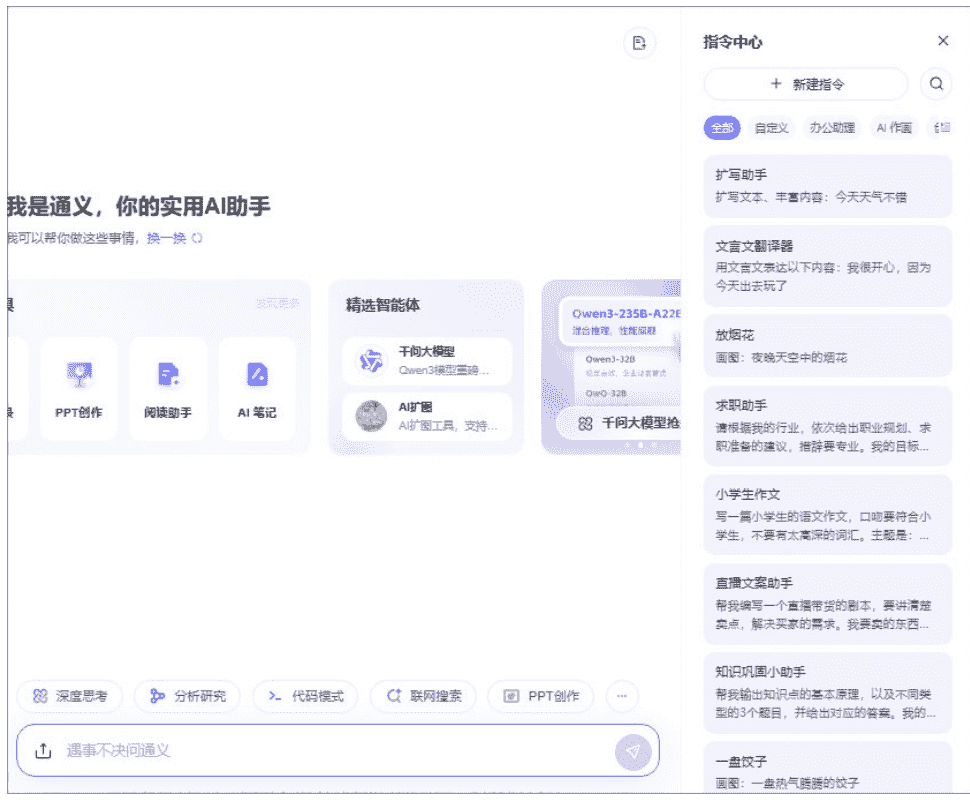 我是通义，你的实用AI助手
我可以帮你做这些事情，换一换
具
发现更多
PPT创作
阅读助手
AI 笔记
精选智能体
千问大模型
Qwen3模型重磅...
AI扩图
AI扩图工具，支持...
Qwen3-235B-A22B
混合推理，性能
Qwen3-32B
QwQ-32B
千问大模型抢
深度思考
分析研究
代码模式
联网搜索
PPT创作
...
遇事不决问通义
指令中心
新建指令
全部
自定义
办公助理
AI 作画
扩写助手
扩写文本、丰富内容：今天天气不错
文言文翻译器
用文言文表达以下内容：我很开心，因为
今天出去玩了
放烟花
画图：夜晚天空中的烟花
求职助手
请根据我的行业，依次给出职业规划、求
职准备的建议，措辞要专业。我的目标...
小学生作文
写一篇小学生的语文作文，口吻要符合小
学生，不要有太高深的词汇。主题是：...
直播文案助手
帮我编写一个直播带货的剧本，要讲清楚
卖点，解决买家的需求。我要卖的东西...
知识巩固小助手
帮我输出知识点的基本原理，以及不同类
型的3个题目，并给出对应的答案。我的...
一盘饺子
画图：一盘热气腾腾的饺子